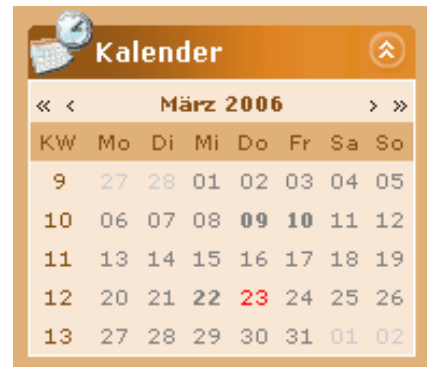 Kalender
« ‹ März 2006 › »
KW Mo Di Mi Do Fr Sa So
9 27 28 01 02 03 04 05
10 06 07 08 09 10 11 12
11 13 14 15 16 17 18 19
12 20 21 22 23 24 25 26
13 27 28 29 30 31 01 02